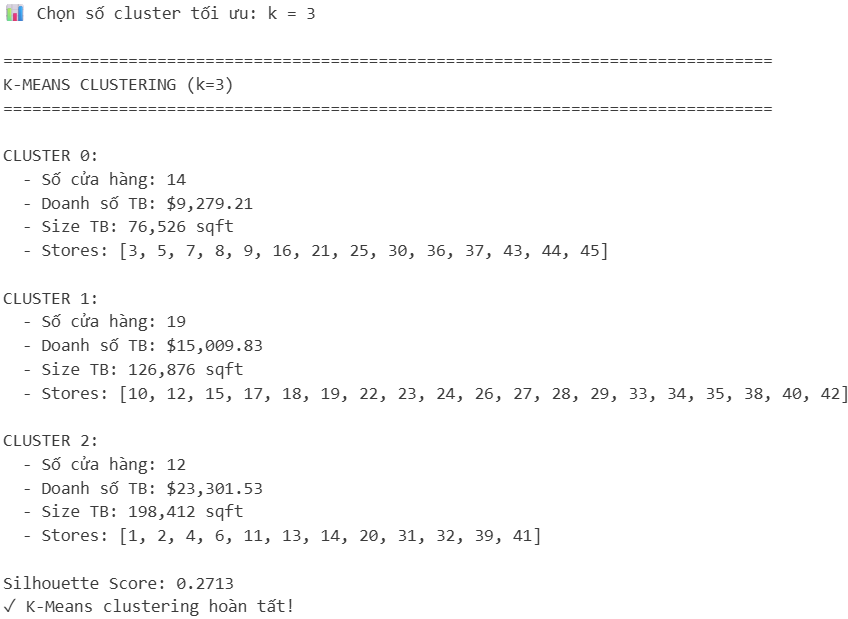 📊 Chọn số cluster tối ưu: k = 3
================================================================================
K-MEANS CLUSTERING (k=3)
================================================================================
CLUSTER 0:
- Số cửa hàng: 14
- Doanh số TB: $9,279.21
- Size TB: 76,526 sqft
- Stores: [3, 5, 7, 8, 9, 16, 21, 25, 30, 36, 37, 43, 44, 45]
CLUSTER 1:
- Số cửa hàng: 19
- Doanh số TB: $15,009.83
- Size TB: 126,876 sqft
- Stores: [10, 12, 15, 17, 18, 19, 22, 23, 24, 26, 27, 28, 29, 33, 34, 35, 38, 40, 42]
CLUSTER 2:
- Số cửa hàng: 12
- Doanh số TB: $23,301.53
- Size TB: 198,412 sqft
- Stores: [1, 2, 4, 6, 11, 13, 14, 20, 31, 32, 39, 41]
Silhouette Score: 0.2713
✓ K-Means clustering hoàn tất!